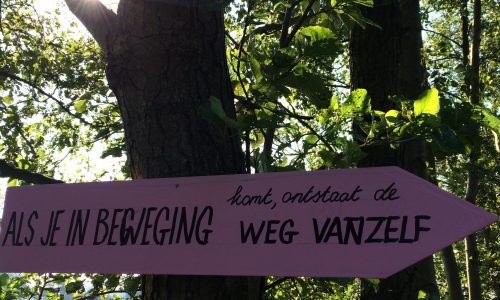 ALS JE IN BEWEGING komt, ontstaat de
WEG VANZELF